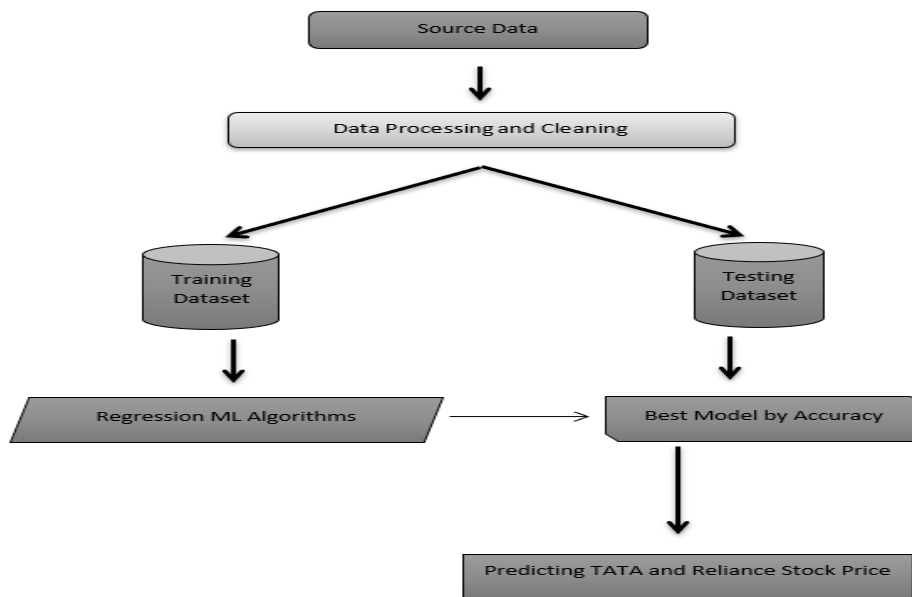 Source Data
Data Processing and Cleaning
Training
Dataset
Testing
Dataset
Regression ML Algorithms
Best Model by Accuracy
Predicting TATA and Reliance Stock Price